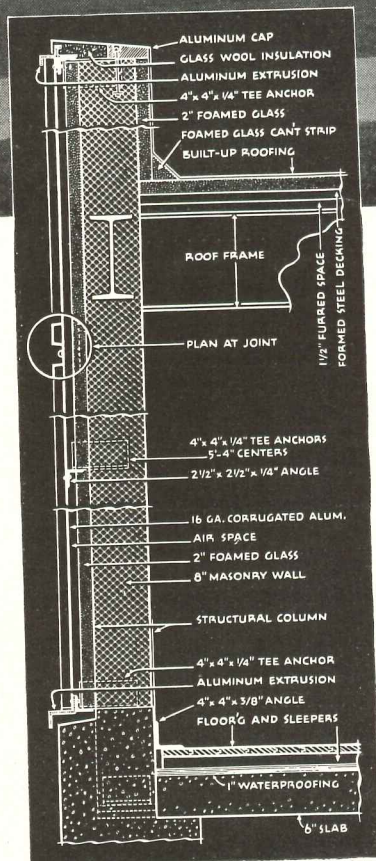 ALUMINUM CAP
GLASS WOOL INSULATION
ALUMINUM EXTRUSION
4"x 4"x 1/4" TEE ANCHOR
2" FOAMED GLASS
FOAMED GLASS CAN'T STRIP
BUILT-UP ROOFING
ROOF FRAME
1 1/2" FURRED SPACE
FORMED STEEL DECKING
PLAN AT JOINT
4"x 4"x 1/4" TEE ANCHORS
5'-4" CENTERS
2 1/2"x 2 1/2"x 1/4" ANGLE
16 GA. CORRUGATED ALUM.
AIR SPACE
2" FOAMED GLASS
8" MASONRY WALL
STRUCTURAL COLUMN
4"x 4"x 1/4" TEE ANCHOR
ALUMINUM EXTRUSION
4"x 4"x 3/8" ANGLE
FLOOR'G AND SLEEPERS
1" WATERPROOFING
6" SLAB